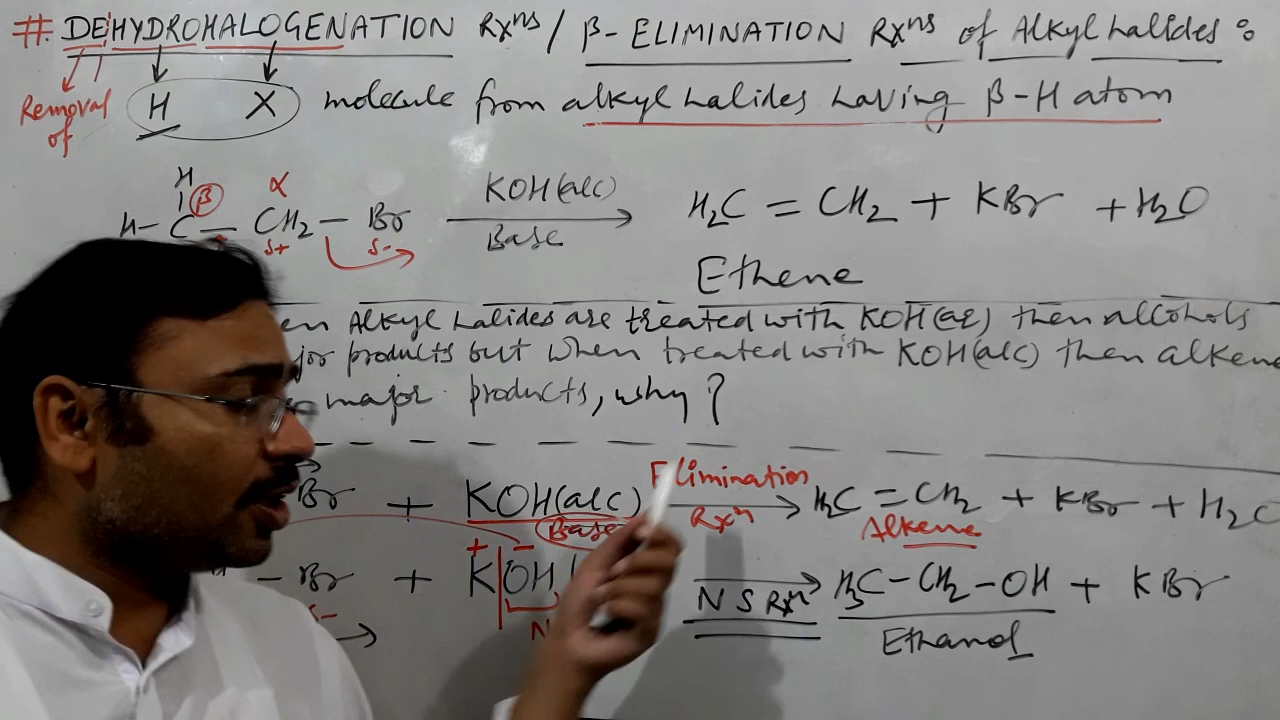 # DEHYDROHALOGENATION Rxⁿˢ / β-ELIMINATION Rxⁿˢ of Alkyl halides :
Removal of H X molecule from alkyl halides having β-H atom
H
H-C β - CH₂ α - Br KOH(alc) Base H₂C = CH₂ + KBr + H₂O
δ+ δ-
Ethene
Alkyl halides are treated with KOH(aq) then alcohols
products but when treated with KOH(alc) then alkene
major products, why?
Br + KOH(alc) Base Elimination Rxⁿ H₂C = CH₂ + KBr + H₂O
Alkene
+ -
- Br + KOH N S Rxⁿ H₃C-CH₂-OH + KBr
δ- N
Ethanol